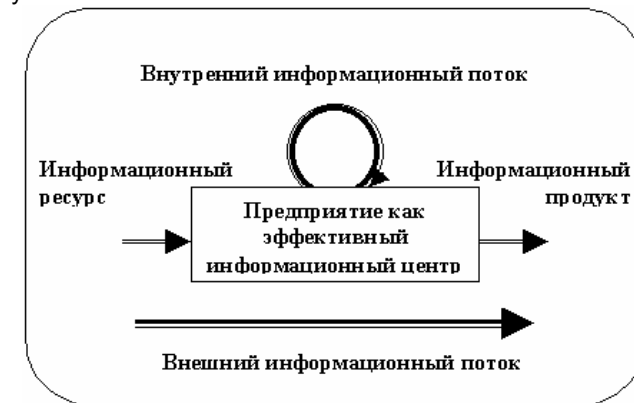 у
Внутренний информационный поток
Информационный
ресурс
Информационный
продукт
Предприятие как
эффективный
информационный центр
Внешний информационный поток